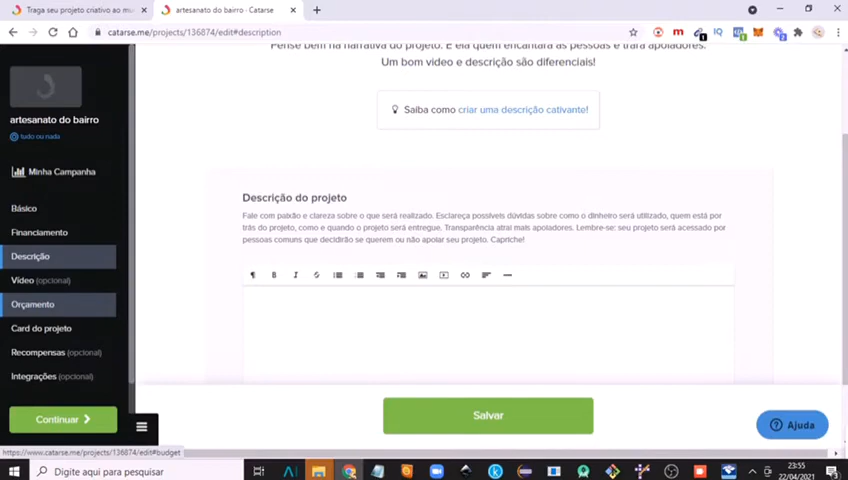 Traga seu projeto criativo ao mu
artesanato do bairro · Catarse
catarse.me/projects/136874/edit#description
artesanato do bairro
tudo ou nada
Minha Campanha
Básico
Financiamento
Descrição
Vídeo (opcional)
Orçamento
Card do projeto
Recompensas (opcional)
Integrações (opcional)
Continuar
Pense bem na narrativa do projeto. É ela quem encantará as pessoas e trará apoiadores.
Um bom vídeo e descrição são diferenciais!
Saiba como criar uma descrição cativante!
Descrição do projeto
Fale com paixão e clareza sobre o que será realizado. Esclareça possíveis dúvidas sobre como o dinheiro será utilizado, quem está por
trás do projeto, como e quando o projeto será entregue. Transparência atrai mais apoiadores. Lembre-se: seu projeto será acessado por
pessoas comuns que decidirão se querem ou não apoiar seu projeto. Capriche!
Salvar
Ajuda
https://www.catarse.me/projects/136874/edit#budget
Digite aqui para pesquisar
23:55
22/04/2021